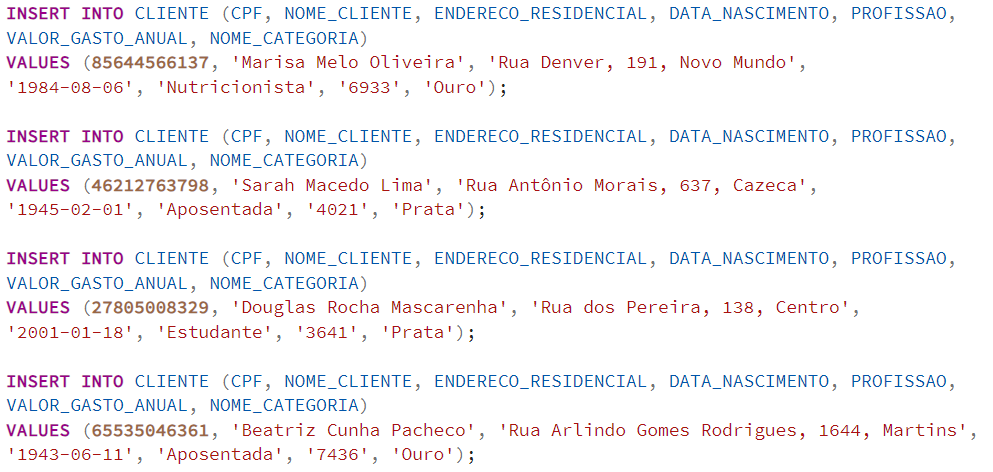 INSERT INTO CLIENTE (CPF, NOME_CLIENTE, ENDERECO_RESIDENCIAL, DATA_NASCIMENTO, PROFISSAO,
VALOR_GASTO_ANUAL, NOME_CATEGORIA)
VALUES (85644566137, 'Marisa Melo Oliveira', 'Rua Denver, 191, Novo Mundo',
'1984-08-06', 'Nutricionista', '6933', 'Ouro');
INSERT INTO CLIENTE (CPF, NOME_CLIENTE, ENDERECO_RESIDENCIAL, DATA_NASCIMENTO, PROFISSAO,
VALOR_GASTO_ANUAL, NOME_CATEGORIA)
VALUES (46212763798, 'Sarah Macedo Lima', 'Rua Antônio Morais, 637, Cazeca',
'1945-02-01', 'Aposentada', '4021', 'Prata');
INSERT INTO CLIENTE (CPF, NOME_CLIENTE, ENDERECO_RESIDENCIAL, DATA_NASCIMENTO, PROFISSAO,
VALOR_GASTO_ANUAL, NOME_CATEGORIA)
VALUES (27805008329, 'Douglas Rocha Mascarenha', 'Rua dos Pereira, 138, Centro',
'2001-01-18', 'Estudante', '3641', 'Prata');
INSERT INTO CLIENTE (CPF, NOME_CLIENTE, ENDERECO_RESIDENCIAL, DATA_NASCIMENTO, PROFISSAO,
VALOR_GASTO_ANUAL, NOME_CATEGORIA)
VALUES (65535046361, 'Beatriz Cunha Pacheco', 'Rua Arlindo Gomes Rodrigues, 1644, Martins',
'1943-06-11', 'Aposentada', '7436', 'Ouro');